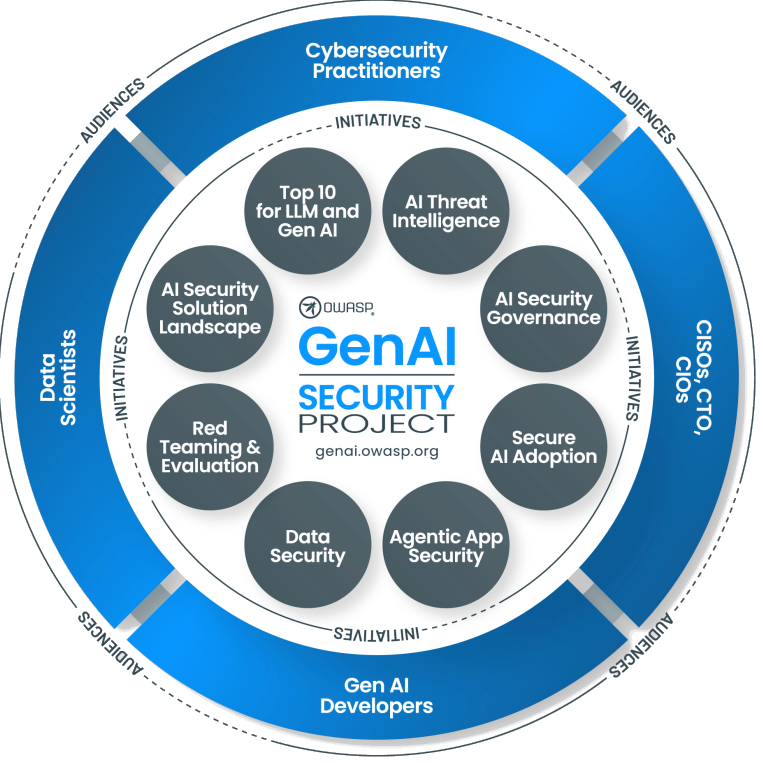 Cybersecurity
Practitioners
AUDIENCES
AUDIENCES
INITIATIVES
Top 10
for LLM and
Gen AI
AI Threat
Intelligence
AI Security
Solution
Landscape
AI Security
Governance
OWASP®
GenAI
SECURITY
PROJECT
genai.owasp.org
Data
Scientists
INITIATIVES
INITIATIVES
CISOs, CTO,
CIOs
Red
Teaming &
Evaluation
Secure
AI Adoption
Data
Security
Agentic App
Security
INITIATIVES
AUDIENCES
AUDIENCES
Gen AI
Developers